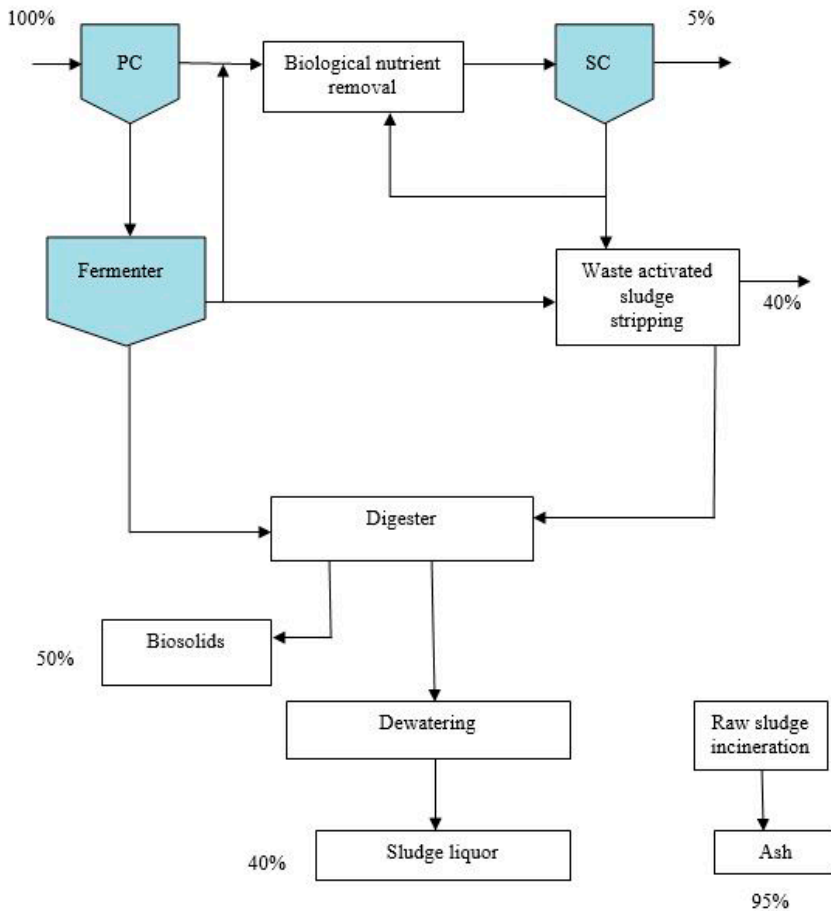 100%
PC
Biological nutrient
removal
SC
5%
Fermenter
Waste activated
sludge
stripping
40%
Digester
Biosolids
50%
Dewatering
Raw sludge
incineration
Sludge liquor
40%
Ash
95%